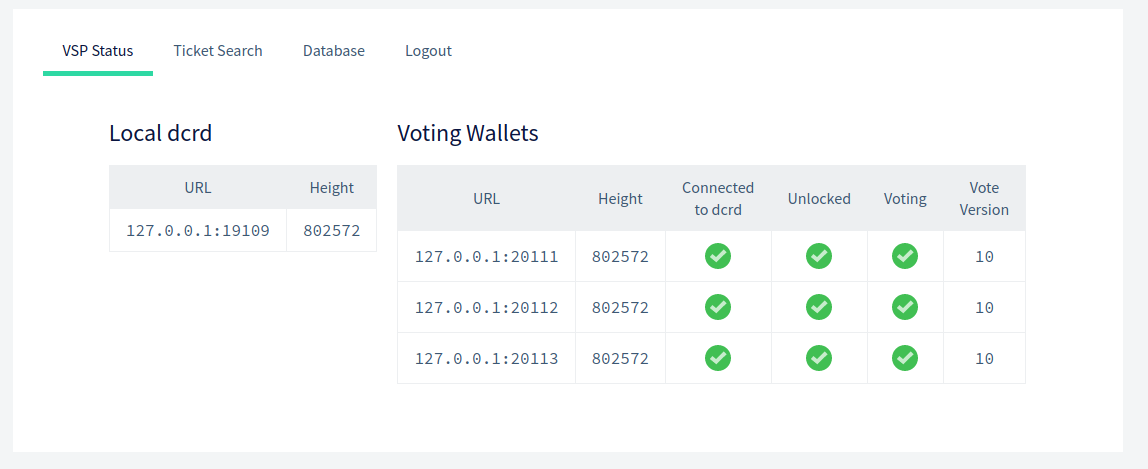 VSP Status Ticket Search Database Logout
Local dcrd
URL Height
127.0.0.1:19109 802572
Voting Wallets
URL Height Connected to dcrd Unlocked Voting Vote Version
127.0.0.1:20111 802572 10
127.0.0.1:20112 802572 10
127.0.0.1:20113 802572 10